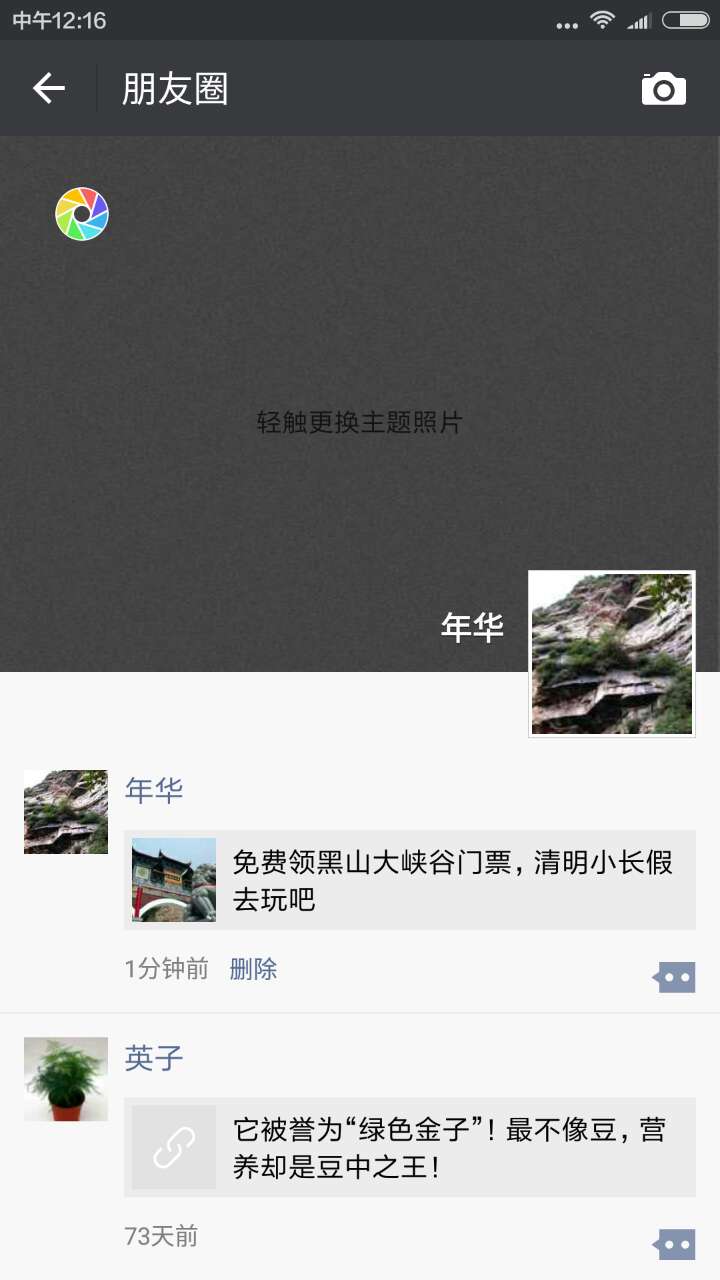 中午12:16
朋友圈
轻触更换主题照片
年华
年华
免费领黑山大峡谷门票，清明小长假
去玩吧
1分钟前 删除
英子
它被誉为“绿色金子”！最不像豆，营
养却是豆中之王！
73天前